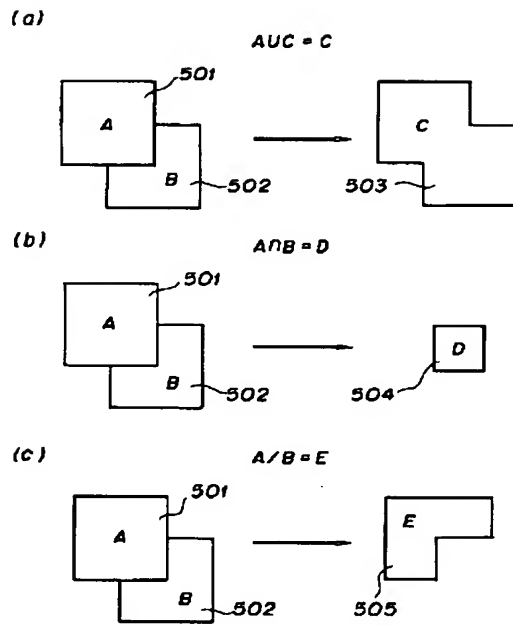 (a)
AUC = C
501
A
C
B
502
503
(b)
A∩B = D
501
A
D
B
502
504
(c)
A/B = E
501
A
E
B
502
505